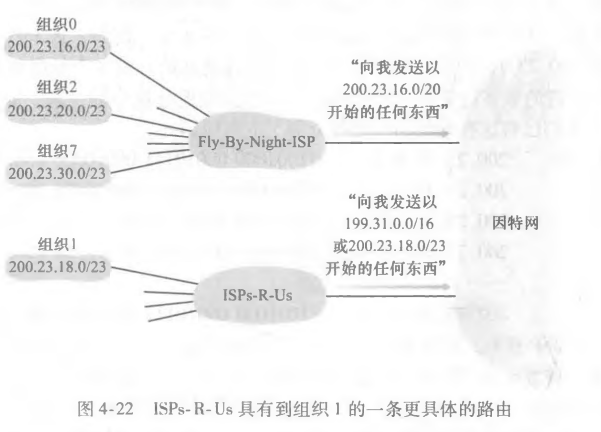 组织0
200.23.16.0/23
组织2
200.23.20.0/23
组织7
200.23.30.0/23
Fly-By-Night-ISP
“向我发送以
200.23.16.0/20
开始的任何东西”
组织1
200.23.18.0/23
ISPs-R-Us
“向我发送以
199.31.0.0/16
或200.23.18.0/23
开始的任何东西”
因特网
图 4-22 ISPs-R-Us 具有到组织 1 的一条更具体的路由